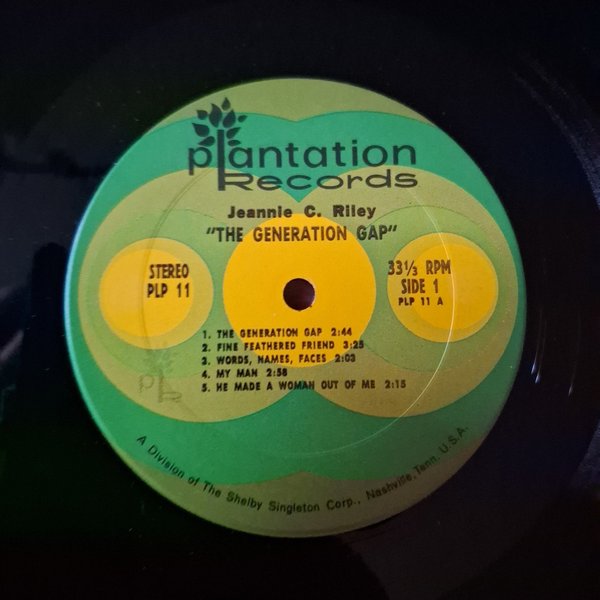 plantation
Records
Jeannie C. Riley
"THE GENERATION GAP"
STEREO
PLP 11
33⅓ RPM
SIDE 1
PLP 11 A
1. THE GENERATION GAP 2:44
2. FINE FEATHERED FRIEND 3:25
3. WORDS, NAMES, FACES 2:03
4. MY MAN 2:58
5. HE MADE A WOMAN OUT OF ME 2:15
A Division of The Shelby Singleton Corp., Nashville, Tenn. U.S.A.